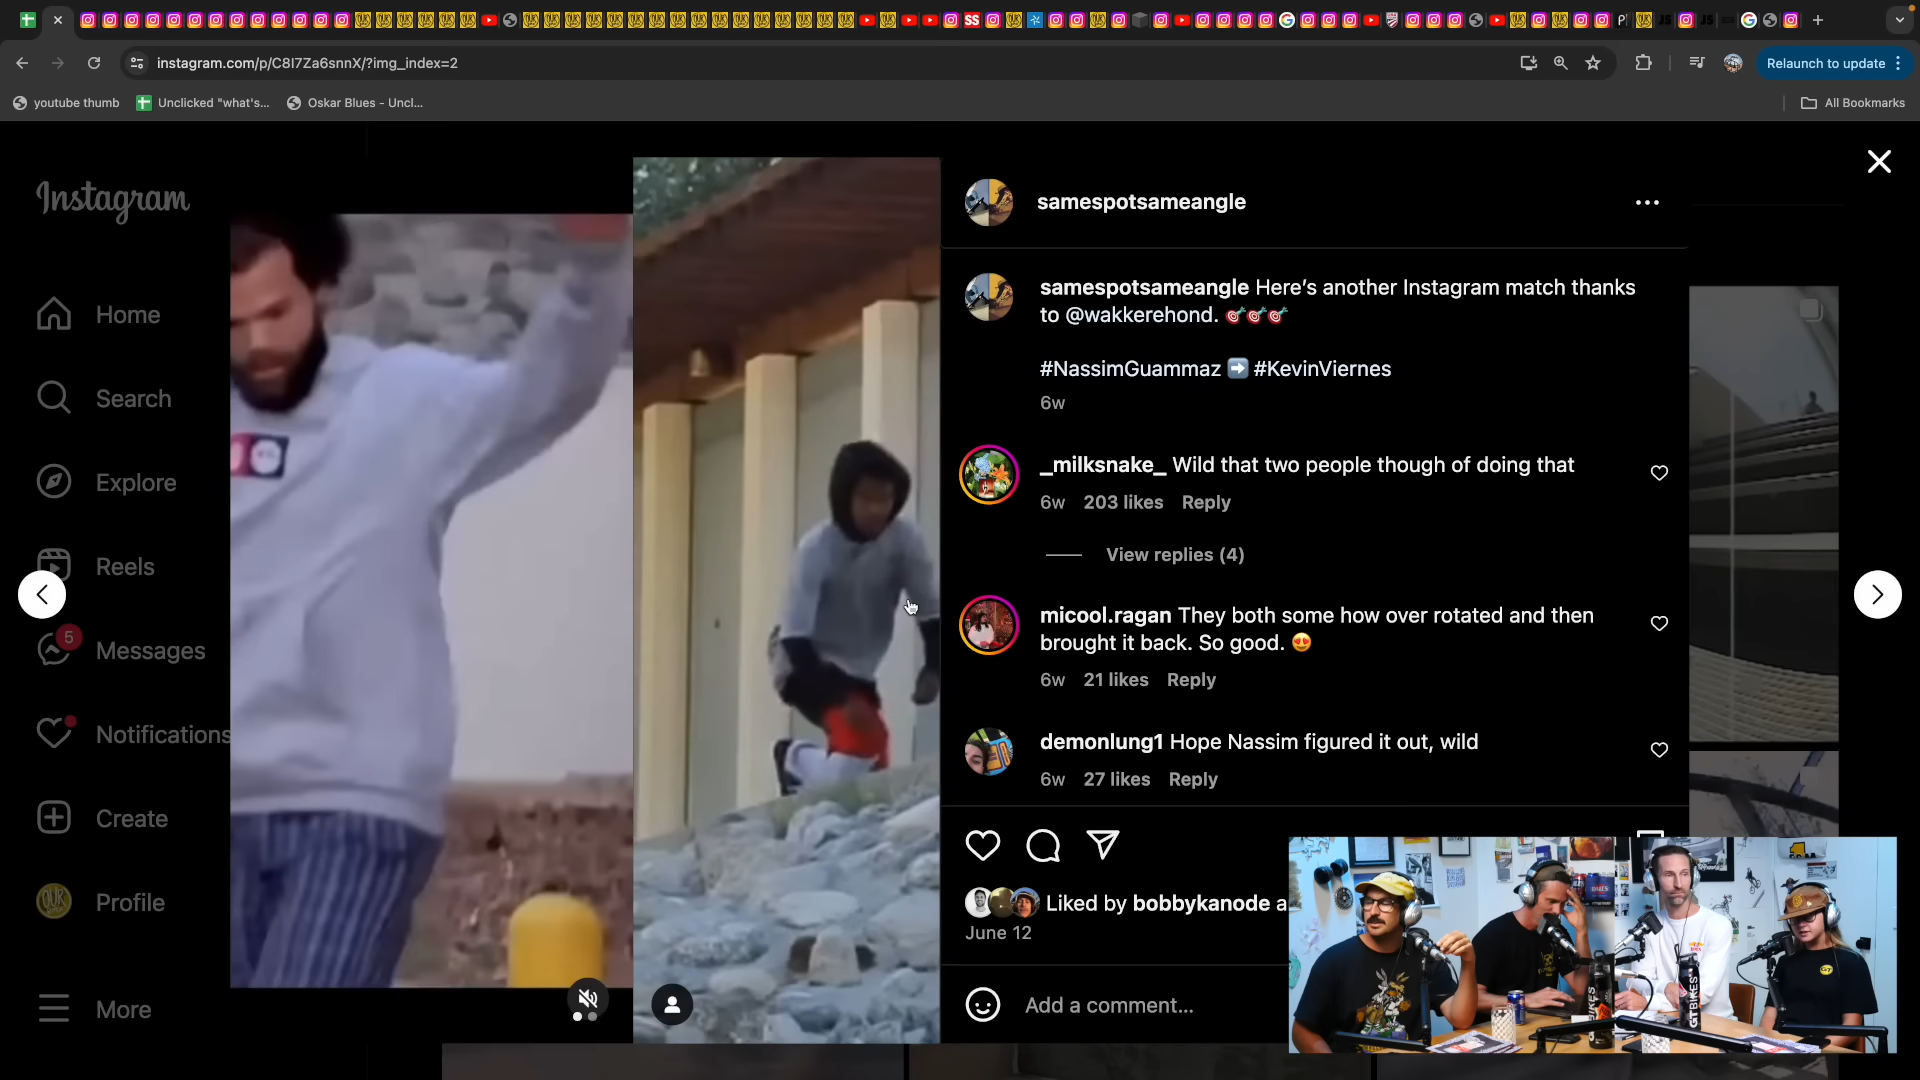 instagram.com/p/C8I7Za6snnX/?img_index=2
Relaunch to update
youtube thumb
Unclicked "what's...
Oskar Blues - Uncl...
All Bookmarks
Instagram
Home
Search
Explore
Reels
5
Messages
Notifications
Create
Profile
More
samespotsameangle
samespotsameangle Here's another Instagram match thanks
to @wakkerehond. 🎯🎯🎯
#NassimGuammaz ➡️ #KevinViernes
6w
_milksnake_ Wild that two people though of doing that
6w 203 likes Reply
View replies (4)
micool.ragan They both some how over rotated and then
brought it back. So good. 😍
6w 21 likes Reply
demonlung1 Hope Nassim figured it out, wild
6w 27 likes Reply
Liked by bobbykanode a
June 12
Add a comment...